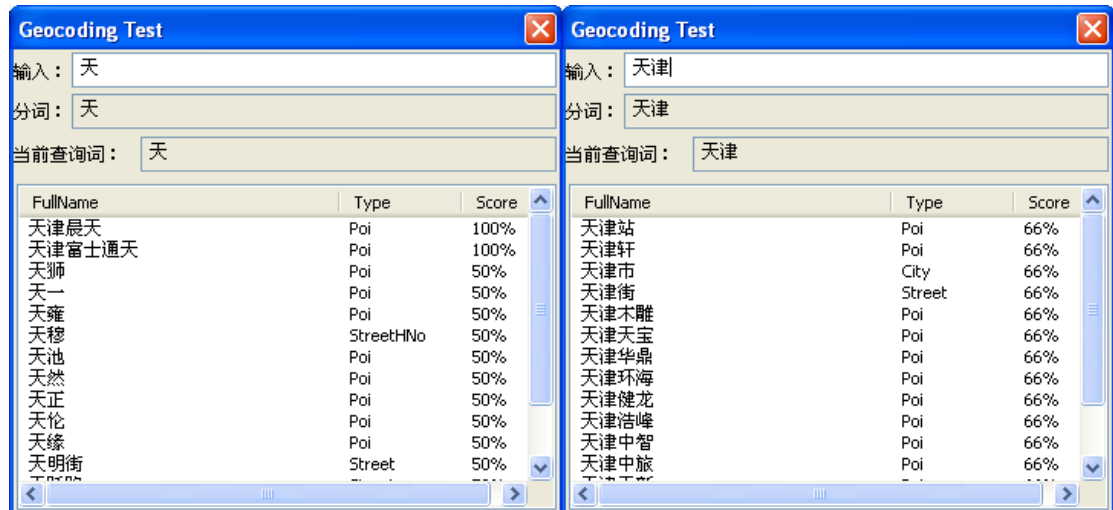 Geocoding Test
输入： 天
分词： 天
当前查询词： 天
FullName Type Score
天津晨天 Poi 100%
天津富士通天 Poi 100%
天狮 Poi 50%
天一 Poi 50%
天雍 Poi 50%
天穆 StreetHNo 50%
天池 Poi 50%
天然 Poi 50%
天正 Poi 50%
天伦 Poi 50%
天缘 Poi 50%
天明街 Street 50%
Geocoding Test
输入： 天津
分词： 天津
当前查询词： 天津
FullName Type Score
天津站 Poi 66%
天津轩 Poi 66%
天津市 City 66%
天津街 Street 66%
天津木雕 Poi 66%
天津天宝 Poi 66%
天津华鼎 Poi 66%
天津环海 Poi 66%
天津健龙 Poi 66%
天津浩峰 Poi 66%
天津中智 Poi 66%
天津中旅 Poi 66%